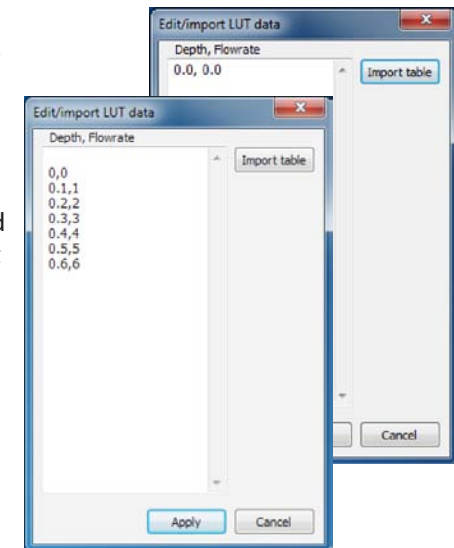 Edit/import LUT data
Depth, Flowrate
0.0, 0.0
Import table
Cancel
Edit/import LUT data
Depth, Flowrate
Import table
0,0
0.1,1
0.2,2
0.3,3
0.4,4
0.5,5
0.6,6
Apply
Cancel